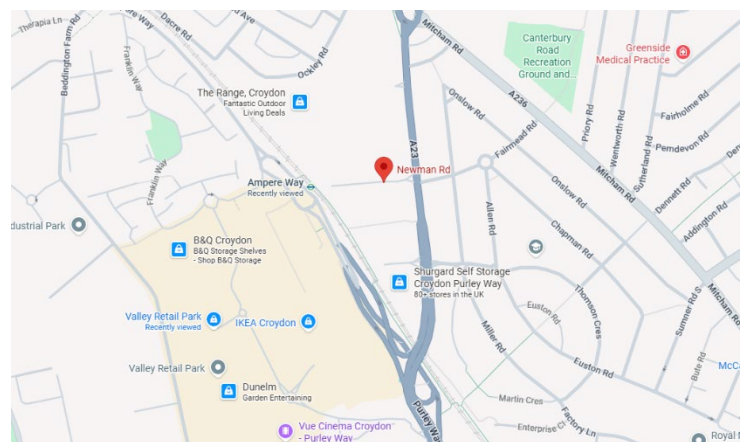 Therapia Ln
Beddington Farm Rd
Franklin Way
Franklin Way
Dacre Rd
Ockley Rd
The Range, Croydon
Fantastic Outdoor
Living Deals
Ampere Way
Recently viewed
B&Q Croydon
B&Q Storage Shelves
- Shop B&Q Storage
Valley Retail Park
Recently viewed
IKEA Croydon
Valley Retail Park
Dunelm
Garden Entertaining
Vue Cinema Croydon
- Purley Way
Purley Way
A23
Newman Rd
Mitcham Rd
A236
Canterbury
Road
Recreation
Ground and...
Greenside
Medical Practice
Onslow Rd
Fairmead Rd
Priory Rd
Wentworth Rd
Sutherland Rd
Fairholme Rd
Pemdevon Rd
Dennett Rd
Mitcham Rd
Addington Rd
Onslow Rd
Allen Rd
Chapman Rd
Shurgard Self Storage
Croydon Purley Way
80+ stores in the UK
Euston Rd
Thomson Cres
Miller Rd
Euston Rd
Sumner Rd S
Mitcham Rd
Bute Rd
Martin Cres
Factory Ln
Enterprise Cl
Royal M
McCa
dustrial Park